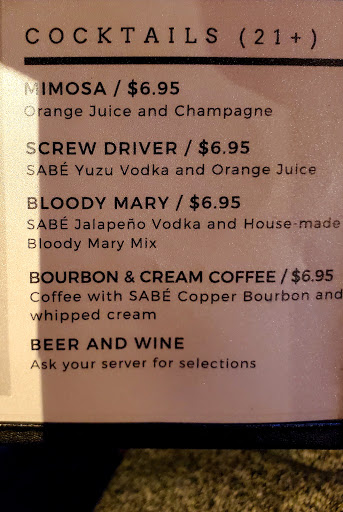 COCKTAILS (21+)
MIMOSA / $6.95
Orange Juice and Champagne
SCREW DRIVER / $6.95
SABÉ Yuzu Vodka and Orange Juice
BLOODY MARY / $6.95
SABÉ Jalapeño Vodka and House-made
Bloody Mary Mix
BOURBON & CREAM COFFEE / $6.95
Coffee with SABÉ Copper Bourbon and
whipped cream
BEER AND WINE
Ask your server for selections